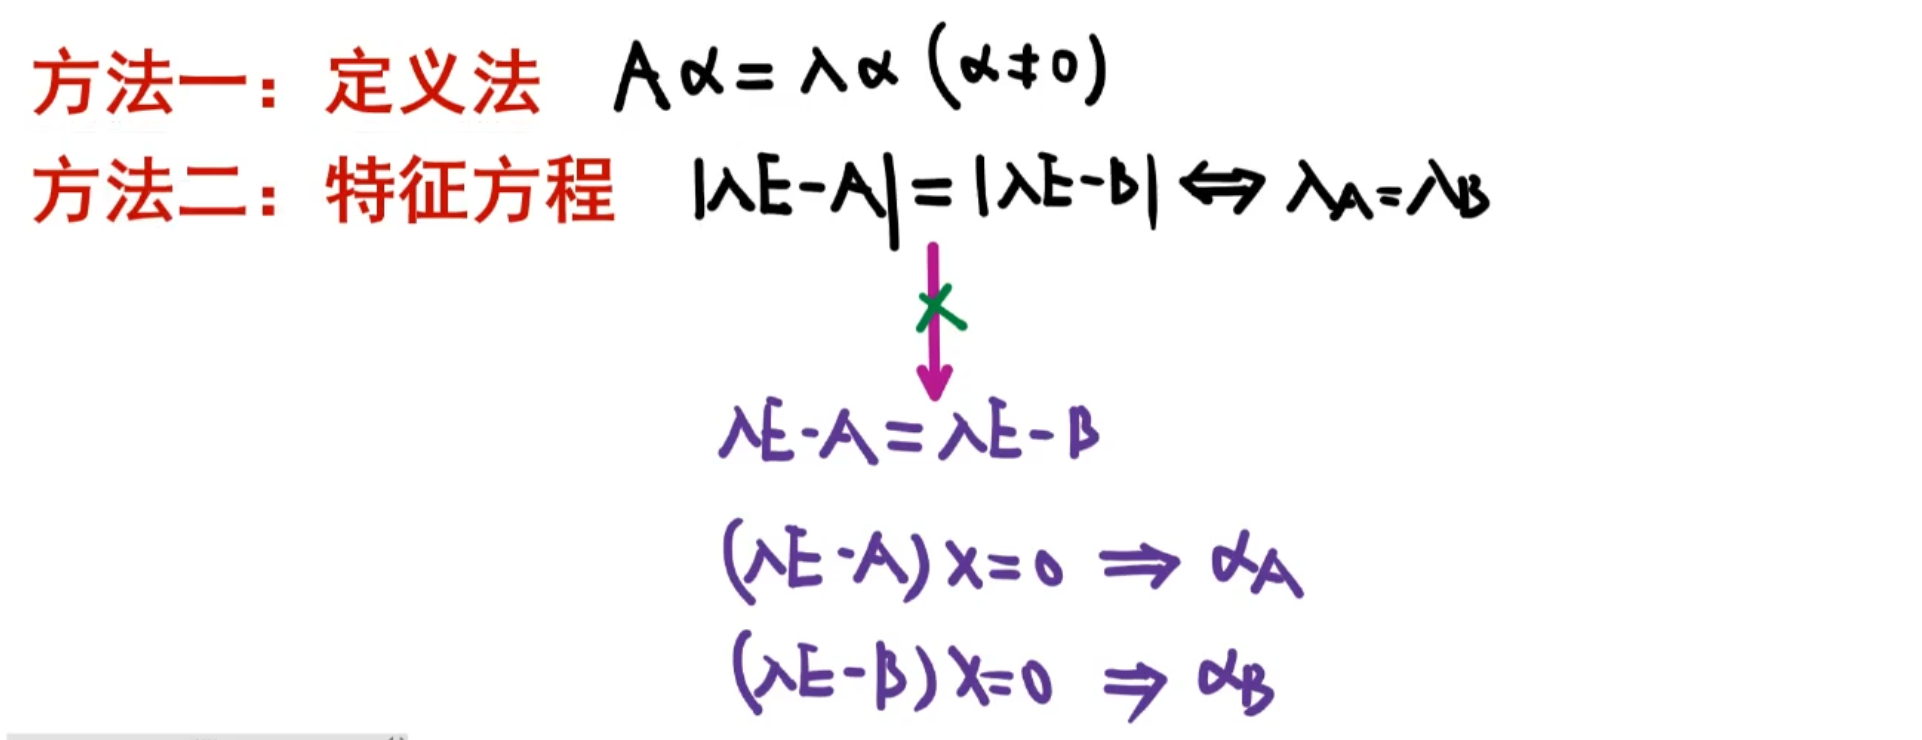 方法一：定义法 Aα=λα (α≠0)
方法二：特征方程 |λE-A|=|λE-B| ⇔ λA=λB
λE-A=λE-B
(λE-A)x=0 ⇒ αA
(λE-B)x=0 ⇒ αB